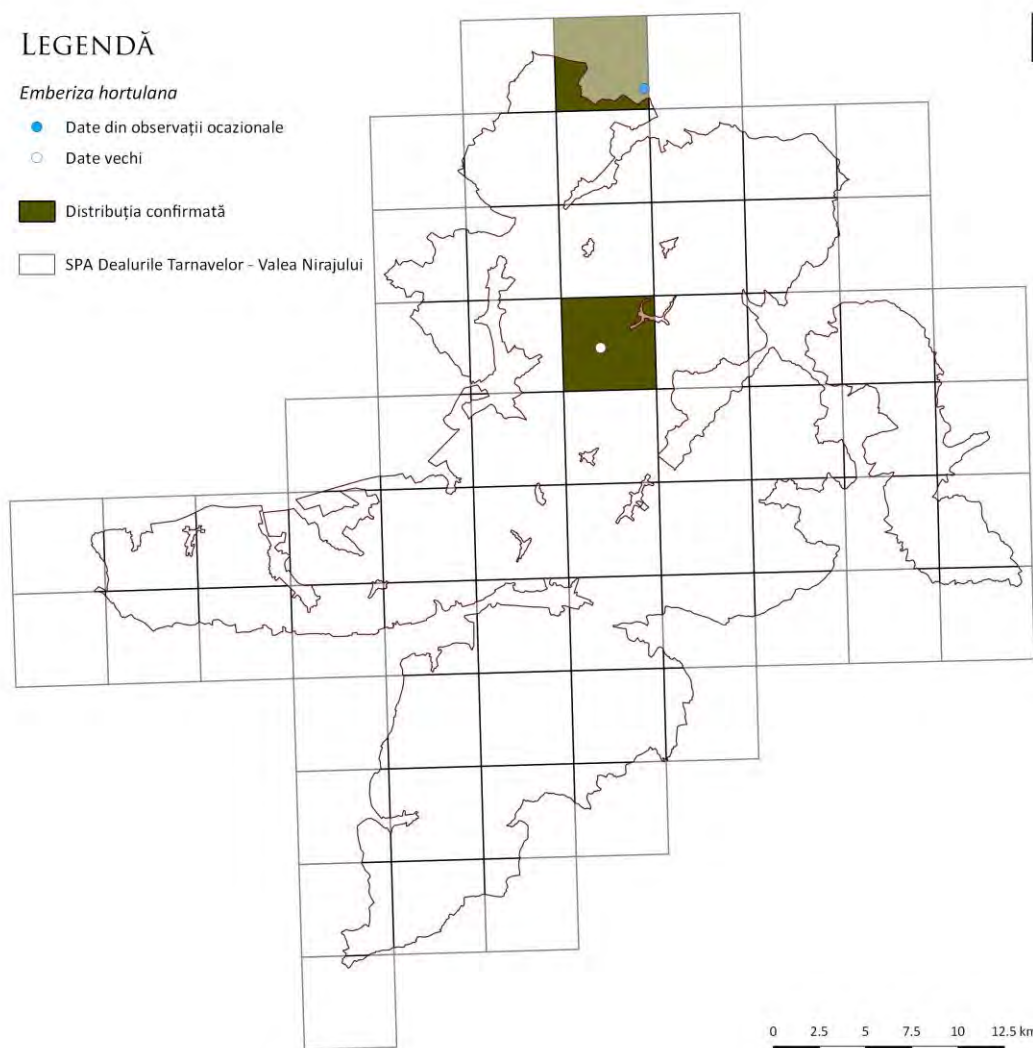 LEGENDĂ
Emberiza hortulana
Date din observații ocazionale
Date vechi
Distribuția confirmată
SPA Dealurile Tarnavelor - Valea Nirajului
0 2.5 5 7.5 10 12.5 km